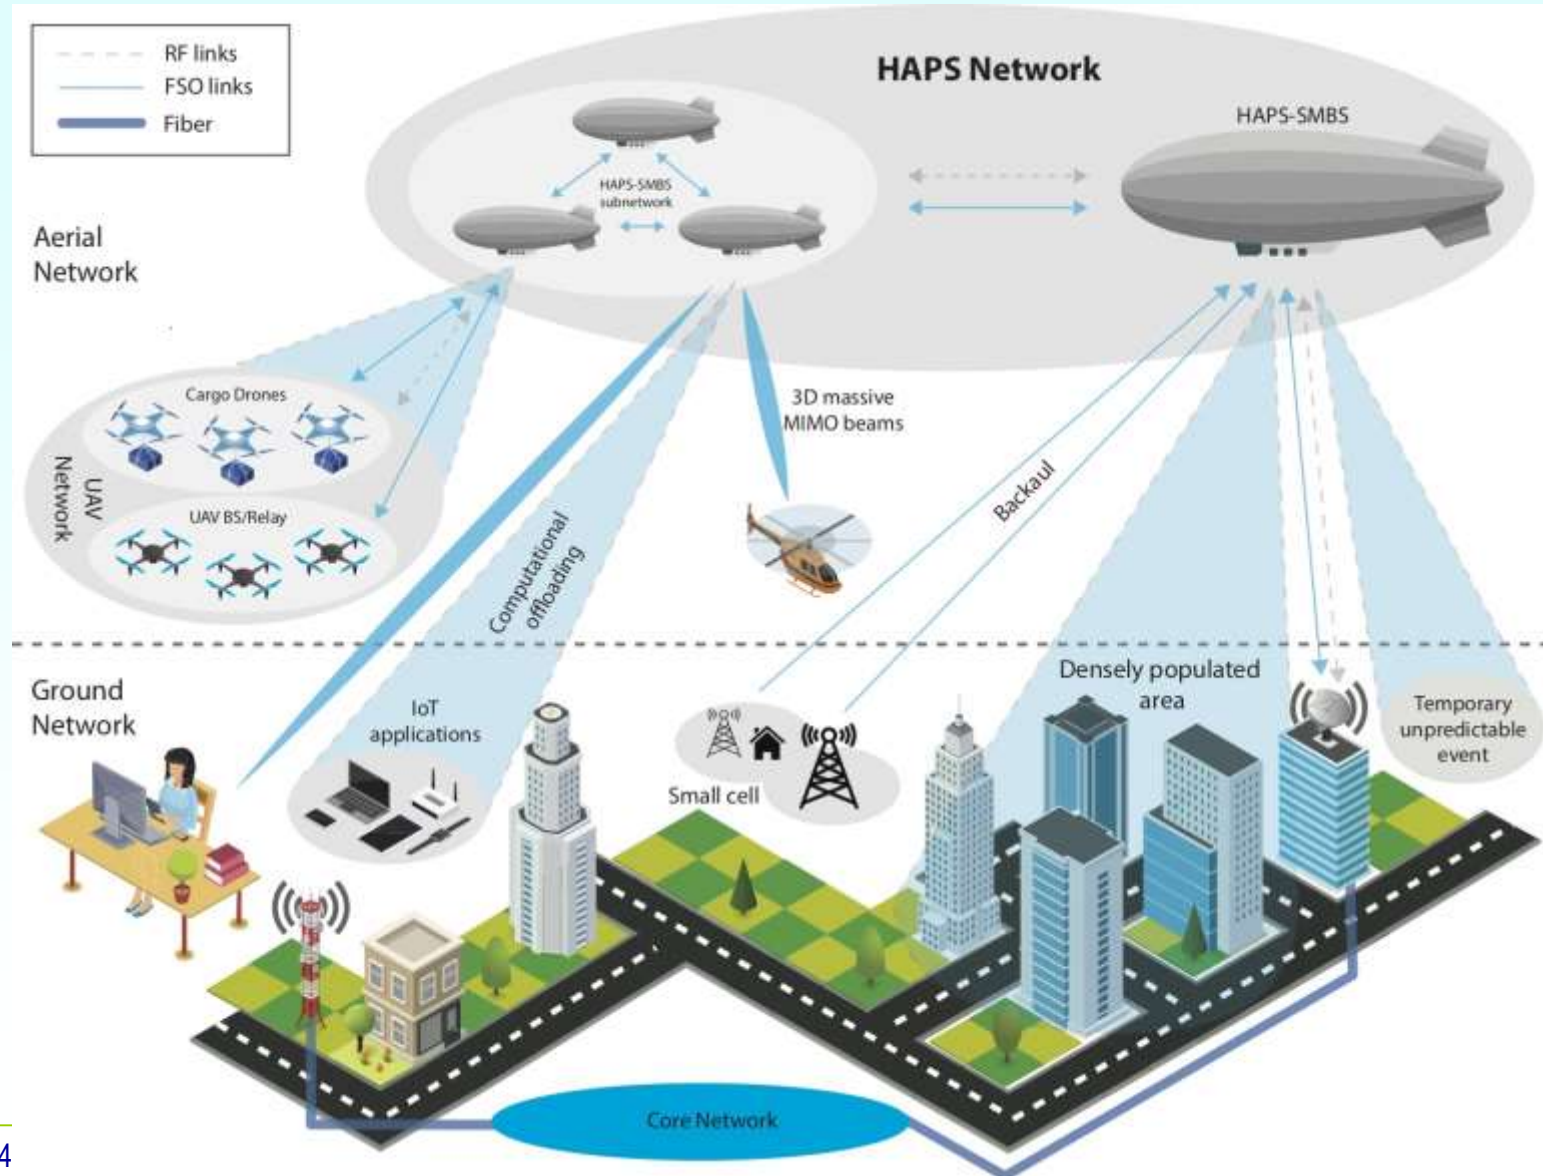 RF links
FSO links
Fiber
HAPS Network
HAPS-SMBS
HAPS-SMBS
subnetwork
Aerial
Network
Cargo Drones
UAV
Network
UAV BS/Relay
3D massive
MIMO beams
Computational
offloading
Backaul
Ground
Network
IoT
applications
Small cell
Densely populated
area
Temporary
unpredictable
event
Core Network
4